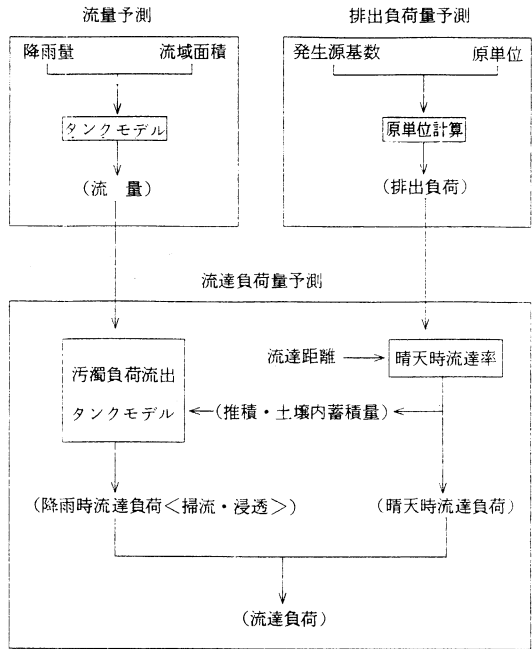 流量予測
降雨量 流域面積
タンクモデル
(流 量)
排出負荷量予測
発生源基数 原単位
原単位計算
(排出負荷)
流達負荷量予測
汚濁負荷流出
タンクモデル
流達距離
晴天時流達率
(推積・土壌内蓄積量)
(降雨時流達負荷<掃流・浸透>)
(晴天時流達負荷)
(流達負荷)